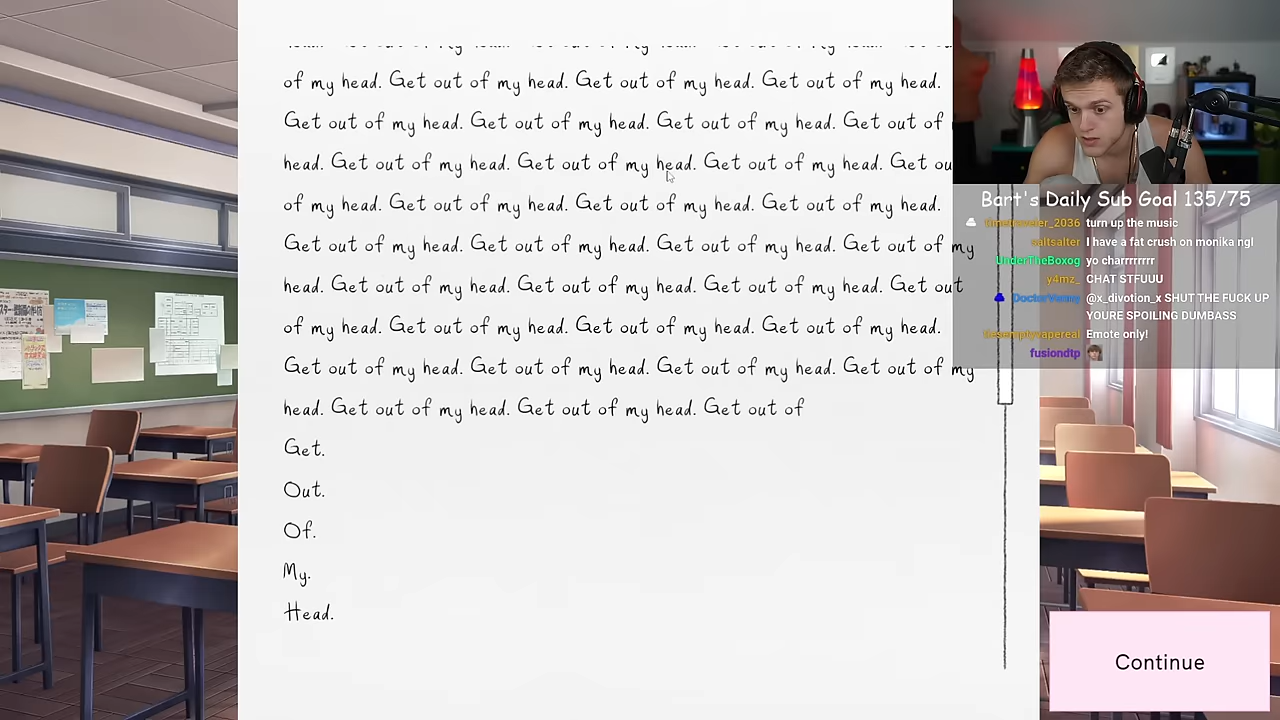 of my head. Get out of my head. Get out of my head. Get out of my head.
Get out of my head. Get out of my head. Get out of my head. Get out of
head. Get out of my head. Get out of my head. Get out of my head. Get ou
of my head. Get out of my head. Get out of my head. Get out of my head.
Get out of my head. Get out of my head. Get out of my head. Get out of my
head. Get out of my head. Get out of my head. Get out of my head. Get out
of my head. Get out of my head. Get out of my head. Get out of my head.
Get out of my head. Get out of my head. Get out of my head. Get out of my
head. Get out of my head. Get out of my head. Get out of
Get.
Out.
Of.
My.
Head.
Bart's Daily Sub Goal 135/75
turn up the music
saltsalter I have a fat crush on monika ngl
UnderTheBoxog yo charrrrrrrr
y4mz_ CHAT STFUUU
@x_divotion_x SHUT THE FUCK UP
YOURE SPOILING DUMBASS
Emote only!
fusiondtp
Continue